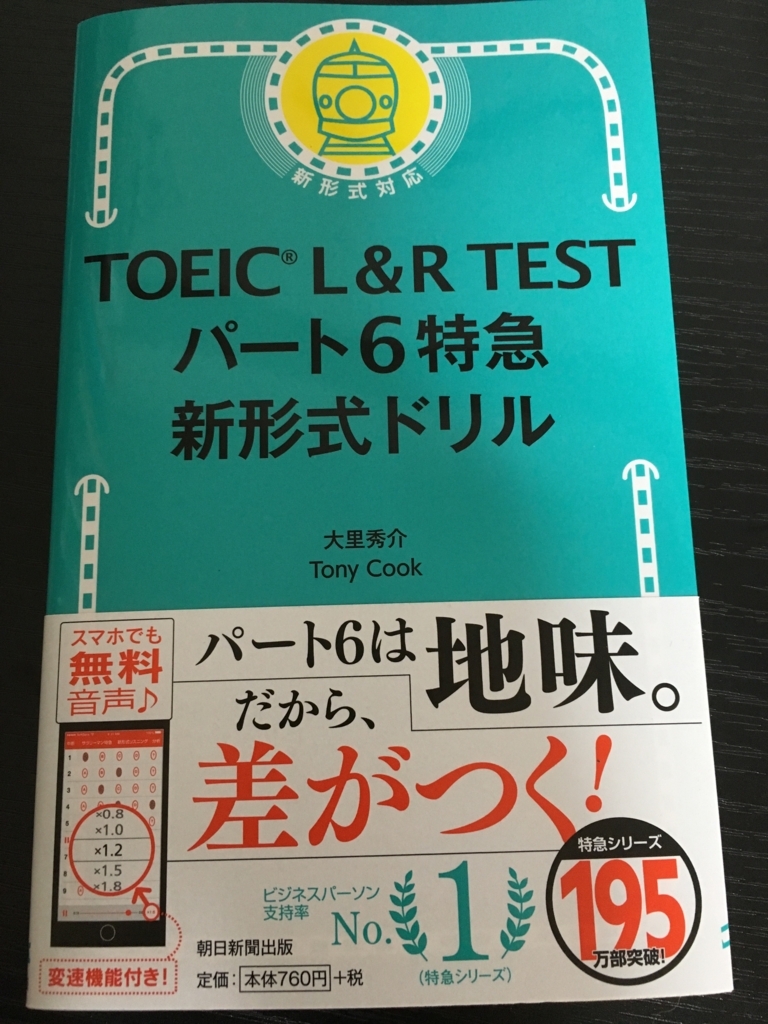 新形式対応
TOEIC® L&R TEST
パート6特急
新形式ドリル
大里秀介
Tony Cook
スマホでも
無料
音声♪
パート6は地味。
だから、
差がつく!
×0.8
×1.0
×1.2
×1.5
×1.8
変速機能付き!
ビジネスパーソン
支持率
No.1
(特急シリーズ)
朝日新聞出版
定価:本体760円+税
特急シリーズ
195
万部突破!